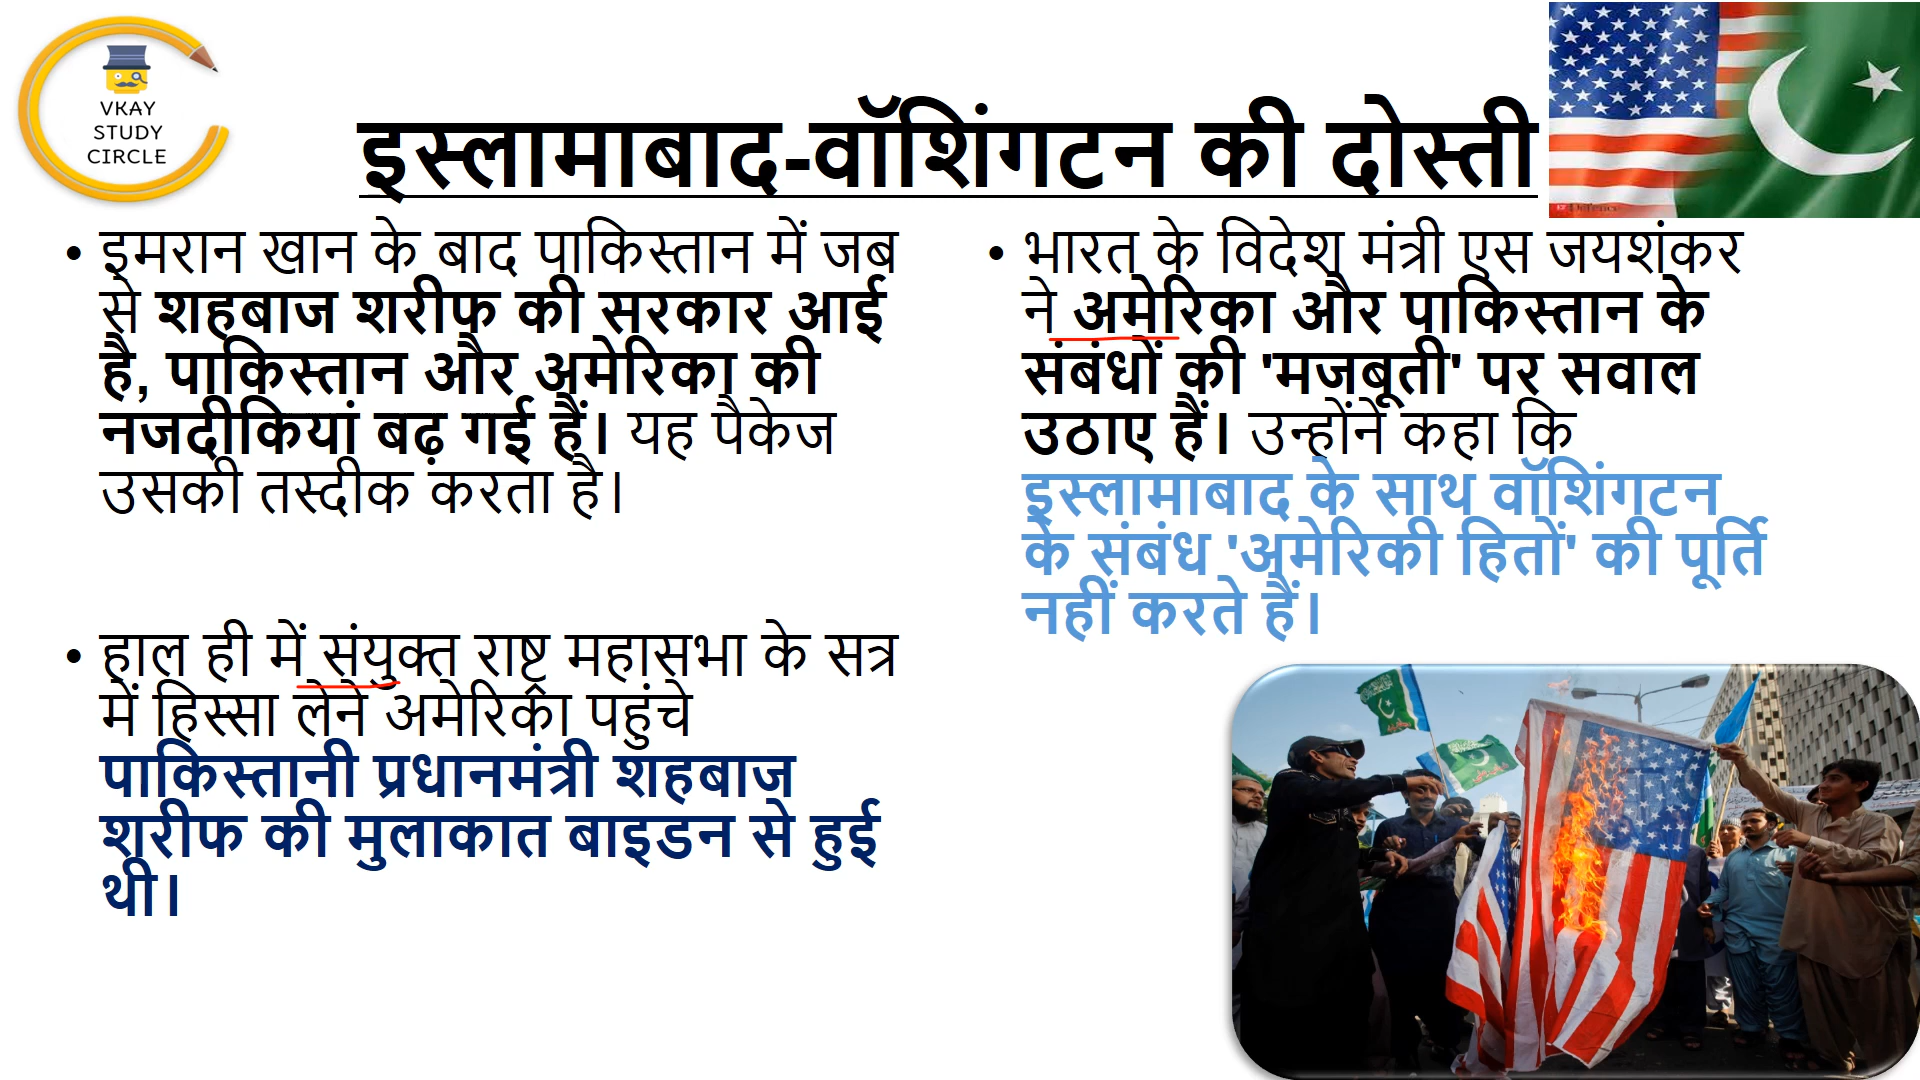 VKAY
STUDY
CIRCLE
इस्लामाबाद-वॉशिंगटन की दोस्ती
• इमरान खान के बाद पाकिस्तान में जब
से शहबाज शरीफ की सरकार आई
है, पाकिस्तान और अमेरिका की
नजदीकियां बढ़ गई हैं। यह पैकेज
उसकी तस्दीक करता है।
• हाल ही में संयुक्त राष्ट्र महासभा के सत्र
में हिस्सा लेने अमेरिका पहुंचे
पाकिस्तानी प्रधानमंत्री शहबाज
शरीफ की मुलाकात बाइडन से हुई
थी।
• भारत के विदेश मंत्री एस जयशंकर
ने अमेरिका और पाकिस्तान के
संबंधों की 'मजबूती' पर सवाल
उठाए हैं। उन्होंने कहा कि
इस्लामाबाद के साथ वॉशिंगटन
के संबंध 'अमेरिकी हितों' की पूर्ति
नहीं करते हैं।